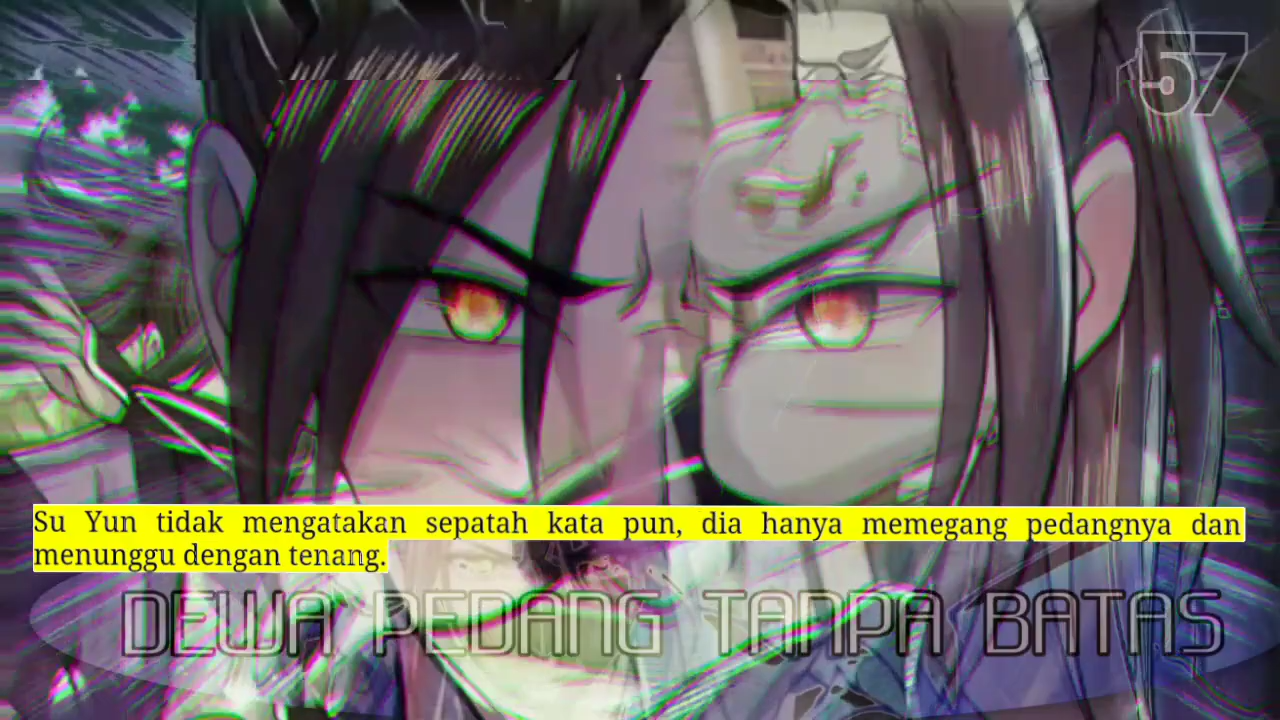 57
Su Yun tidak mengatakan sepatah kata pun, dia hanya memegang pedangnya dan
menunggu dengan tenang.
DEWA PEDANG TANPA BATAS